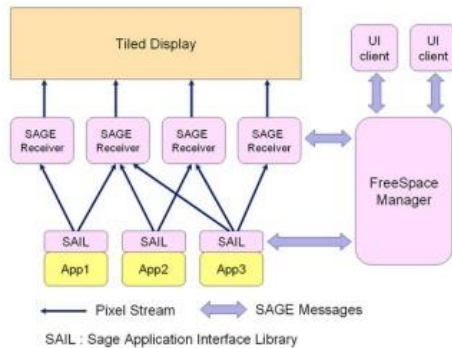 Tiled Display
UI
client
UI
client
SAGE
Receiver
SAGE
Receiver
SAGE
Receiver
SAGE
Receiver
FreeSpace
Manager
SAIL
SAIL
SAIL
App1
App2
App3
Pixel Stream
SAGE Messages
SAIL : Sage Application Interface Library